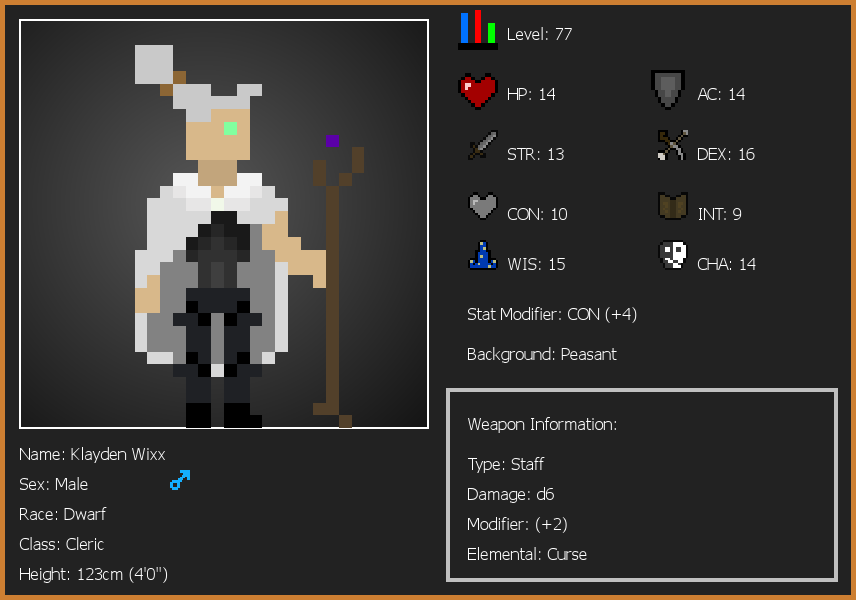 Level: 77
HP: 14
AC: 14
STR: 13
DEX: 16
CON: 10
INT: 9
WIS: 15
CHA: 14
Stat Modifier: CON (+4)
Background: Peasant
Weapon Information:
Type: Staff
Damage: d6
Modifier: (+2)
Elemental: Curse
Name: Klayden Wixx
Sex: Male
Race: Dwarf
Class: Cleric
Height: 123cm (4'0")